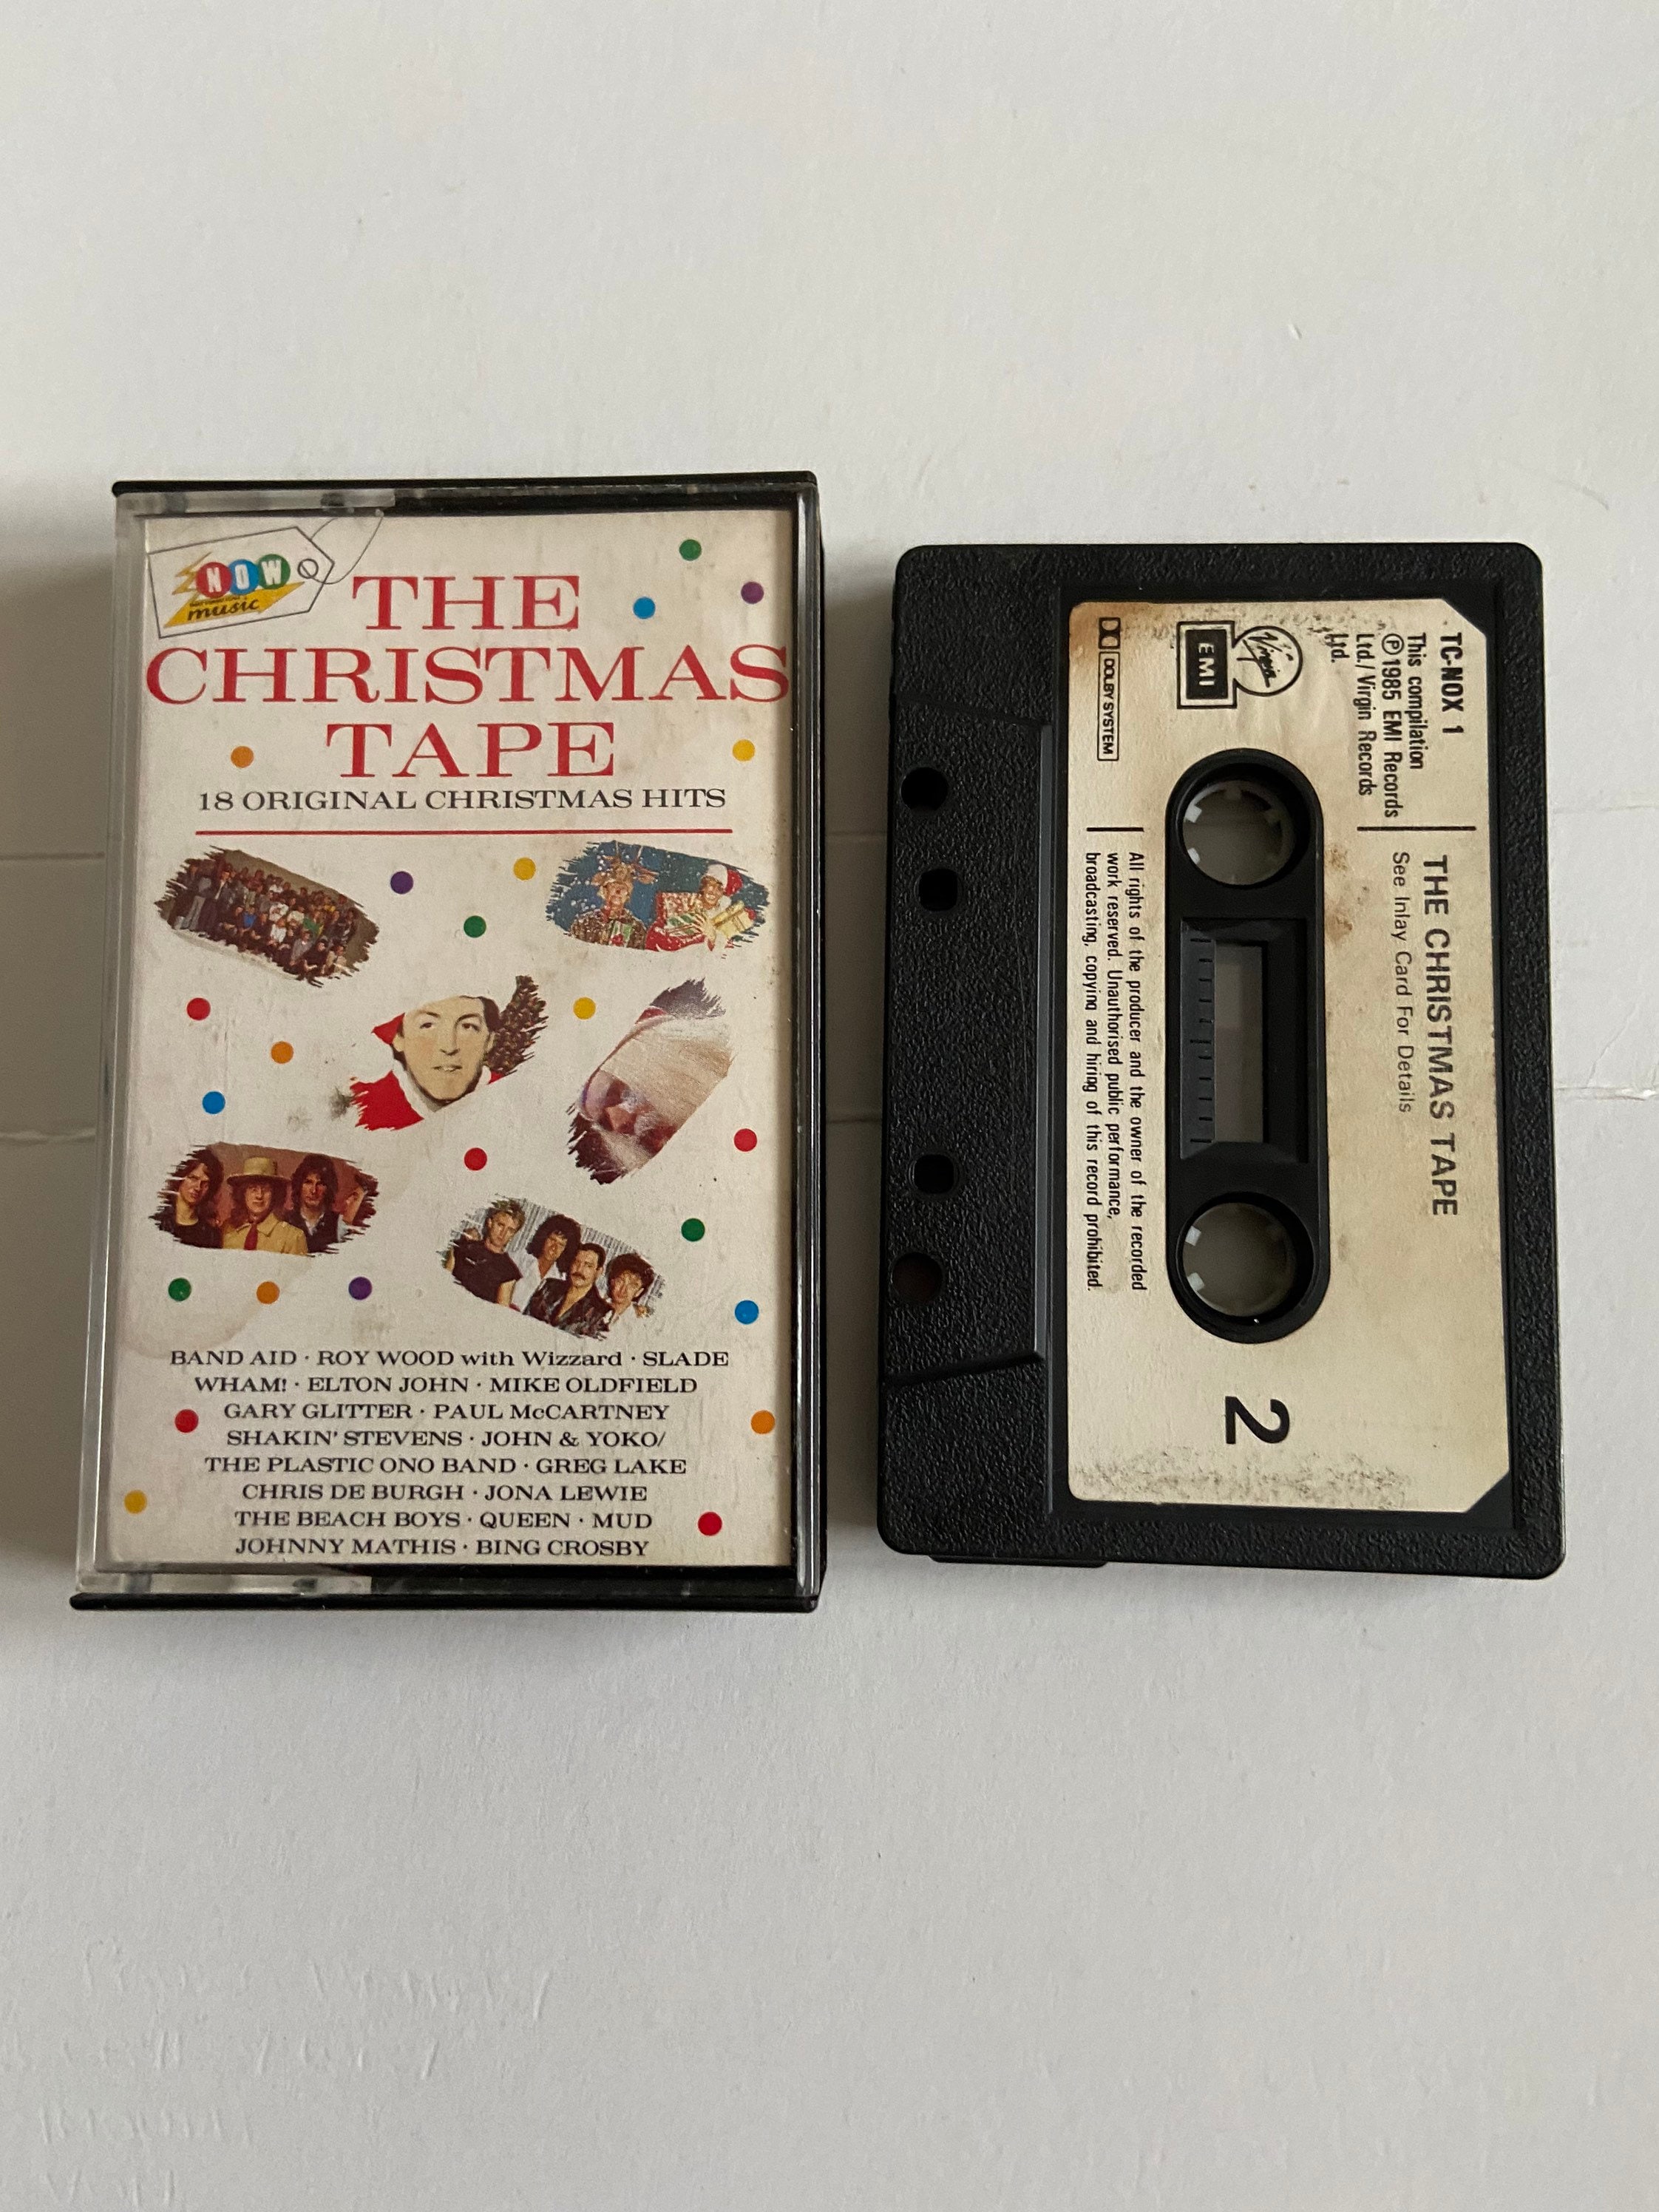 NOW
music
THE
CHRISTMAS
TAPE
18 ORIGINAL CHRISTMAS HITS
BAND AID · ROY WOOD with Wizzard · SLADE
WHAM! · ELTON JOHN · MIKE OLDFIELD
GARY GLITTER · PAUL McCARTNEY
SHAKIN' STEVENS · JOHN & YOKO/
THE PLASTIC ONO BAND · GREG LAKE
CHRIS DE BURGH · JONA LEWIE
THE BEACH BOYS · QUEEN · MUD
JOHNNY MATHIS · BING CROSBY
TC-NOX 1
This compilation
Ⓟ 1985 EMI Records
Ltd./Virgin Records
Ltd.
Virgin
EMI
DOLBY SYSTEM
THE CHRISTMAS TAPE
See Inlay Card For Details
All rights of the producer and the owner of the recorded
work reserved. Unauthorised public performance,
broadcasting, copying and hiring of this record prohibited.
2